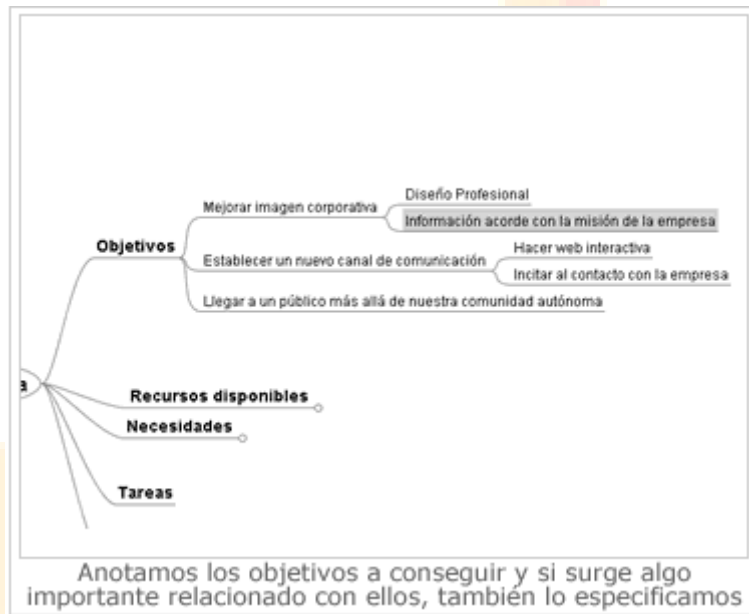 Diseño Profesional
Mejorar imagen corporativa
Información acorde con la misión de la empresa
Objetivos
Hacer web interactiva
Establecer un nuevo canal de comunicación
Incitar al contacto con la empresa
Llegar a un público más allá de nuestra comunidad autónoma
a
Recursos disponibles
Necesidades
Tareas
Anotamos los objetivos a conseguir y si surge algo
importante relacionado con ellos, también lo especificamos